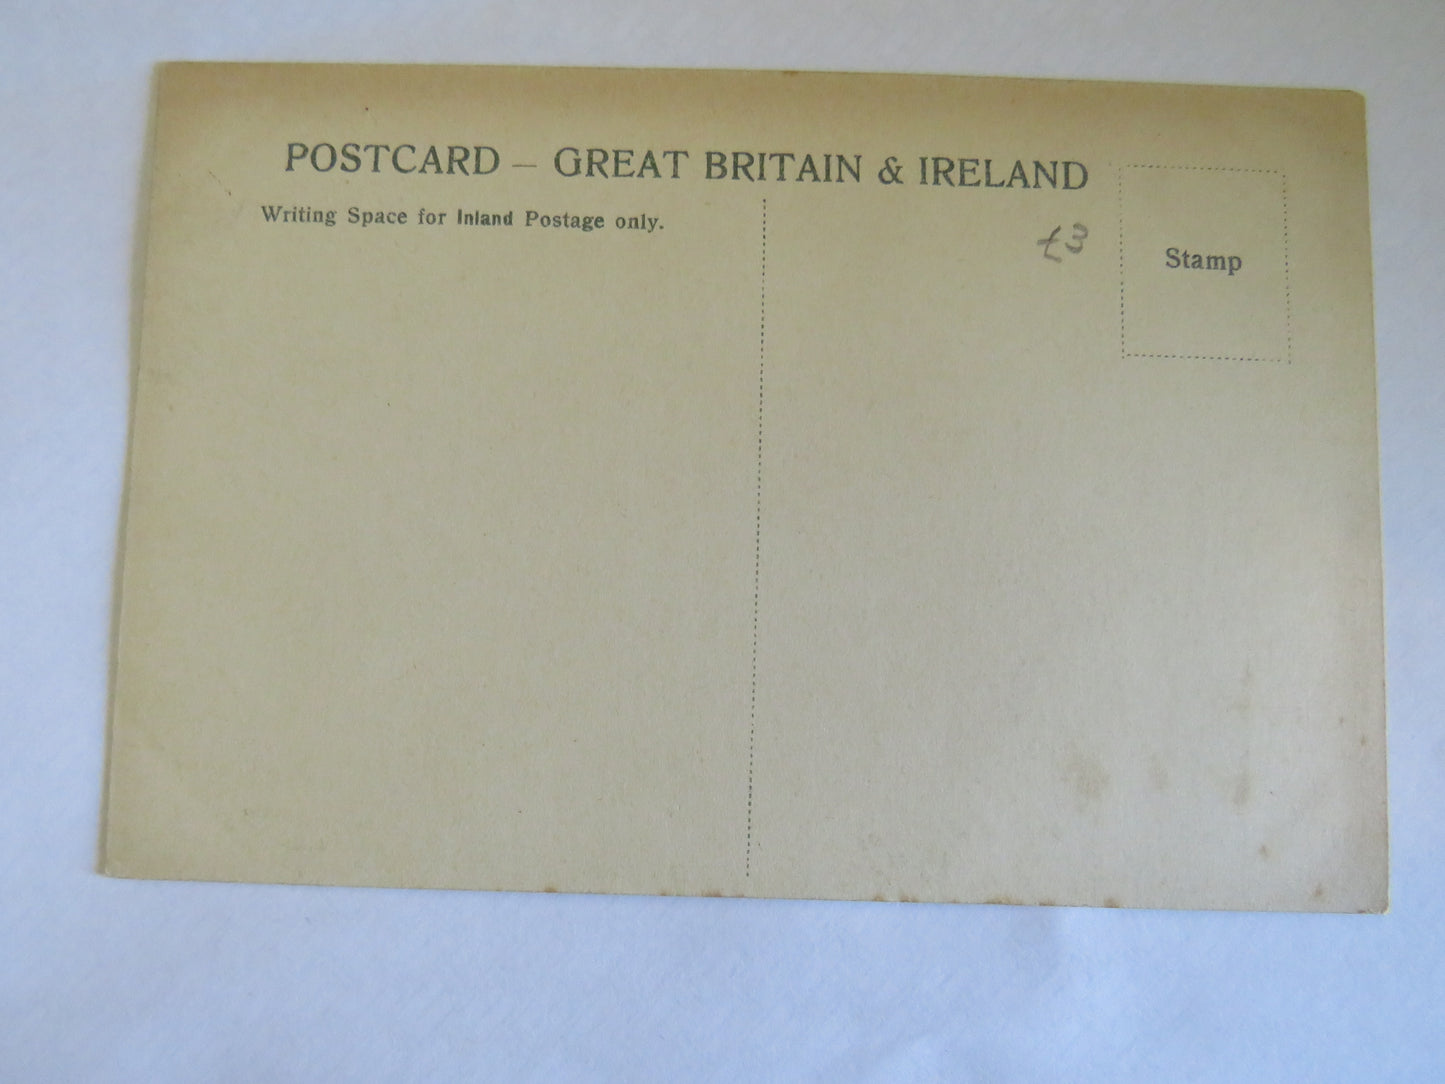 POSTCARD – GREAT BRITAIN & IRELAND
Writing Space for Inland Postage only.
£3
Stamp